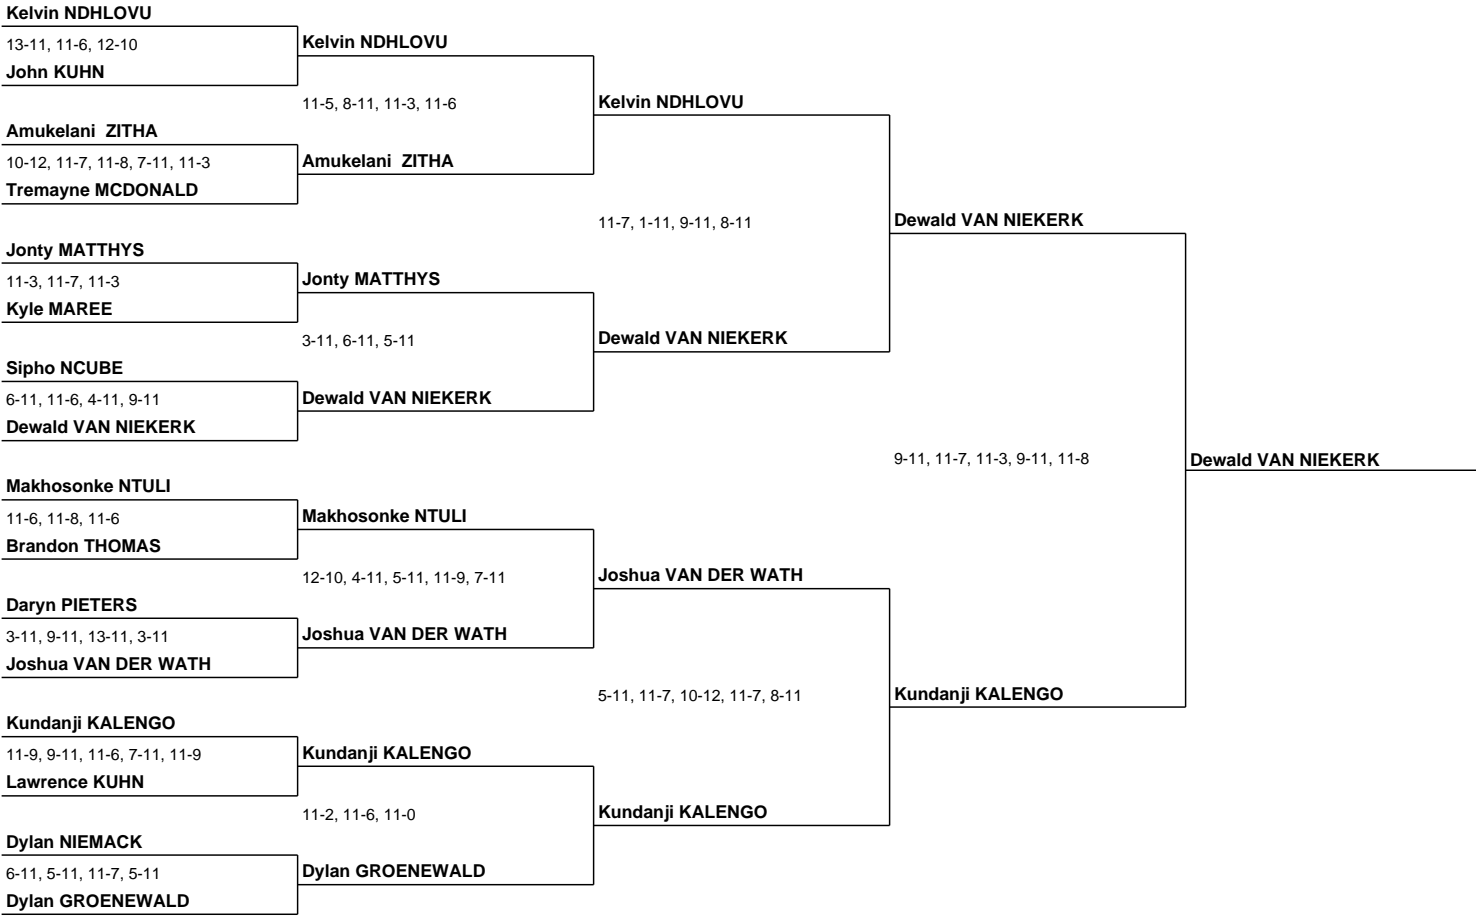 Kelvin NDHLOVU
13-11, 11-6, 12-10
John KUHN
Amukelani  ZITHA
10-12, 11-7, 11-8, 7-11, 11-3
Tremayne MCDONALD
Jonty MATTHYS
11-3, 11-7, 11-3
Kyle MAREE
Sipho NCUBE
6-11, 11-6, 4-11, 9-11
Dewald VAN NIEKERK
Makhosonke NTULI
11-6, 11-8, 11-6
Brandon THOMAS
Daryn PIETERS
3-11, 9-11, 13-11, 3-11
Joshua VAN DER WATH
Kundanji KALENGO
11-9, 9-11, 11-6, 7-11, 11-9
Lawrence KUHN
Dylan NIEMACK
6-11, 5-11, 11-7, 5-11
Dylan GROENEWALD
Kelvin NDHLOVU
11-5, 8-11, 11-3, 11-6
Amukelani  ZITHA
Jonty MATTHYS
3-11, 6-11, 5-11
Dewald VAN NIEKERK
Makhosonke NTULI
12-10, 4-11, 5-11, 11-9, 7-11
Joshua VAN DER WATH
Kundanji KALENGO
11-2, 11-6, 11-0
Dylan GROENEWALD
Kelvin NDHLOVU
11-7, 1-11, 9-11, 8-11
Dewald VAN NIEKERK
Joshua VAN DER WATH
5-11, 11-7, 10-12, 11-7, 8-11
Kundanji KALENGO
Dewald VAN NIEKERK
9-11, 11-7, 11-3, 9-11, 11-8
Kundanji KALENGO
Dewald VAN NIEKERK